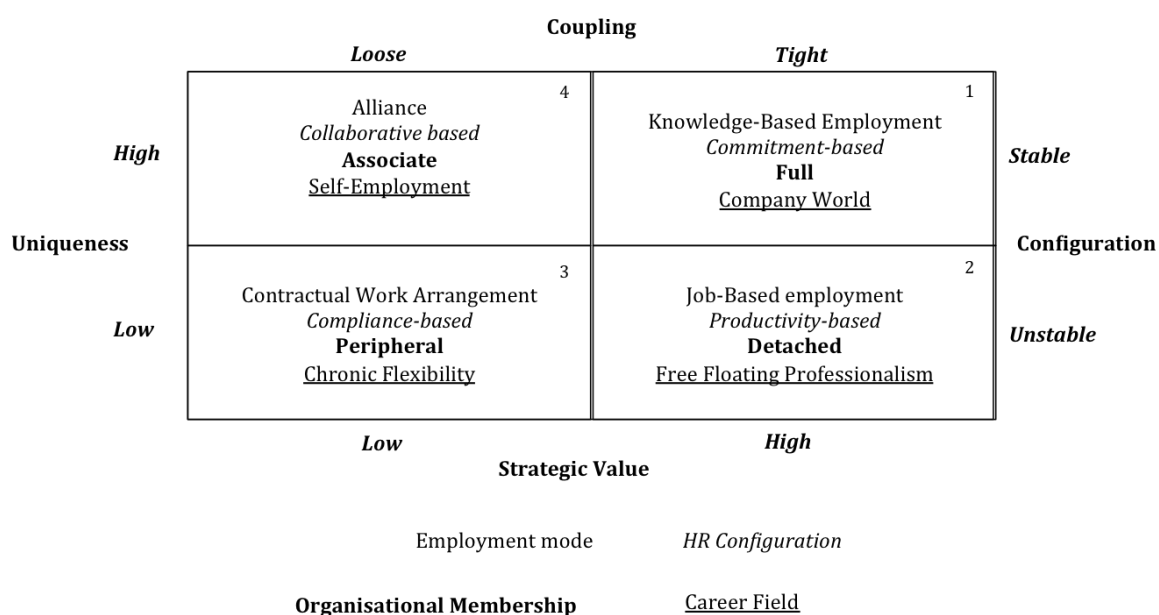 Coupling
Loose Tight
4
Alliance
Collaborative based
Associate
Self-Employment
1
Knowledge-Based Employment
Commitment-based
Full
Company World
High
Stable
Uniqueness
Configuration
3
Contractual Work Arrangement
Compliance-based
Peripheral
Chronic Flexibility
2
Job-Based employment
Productivity-based
Detached
Free Floating Professionalism
Low
Unstable
Low High
Strategic Value
Employment mode HR Configuration
Organisational Membership Career Field